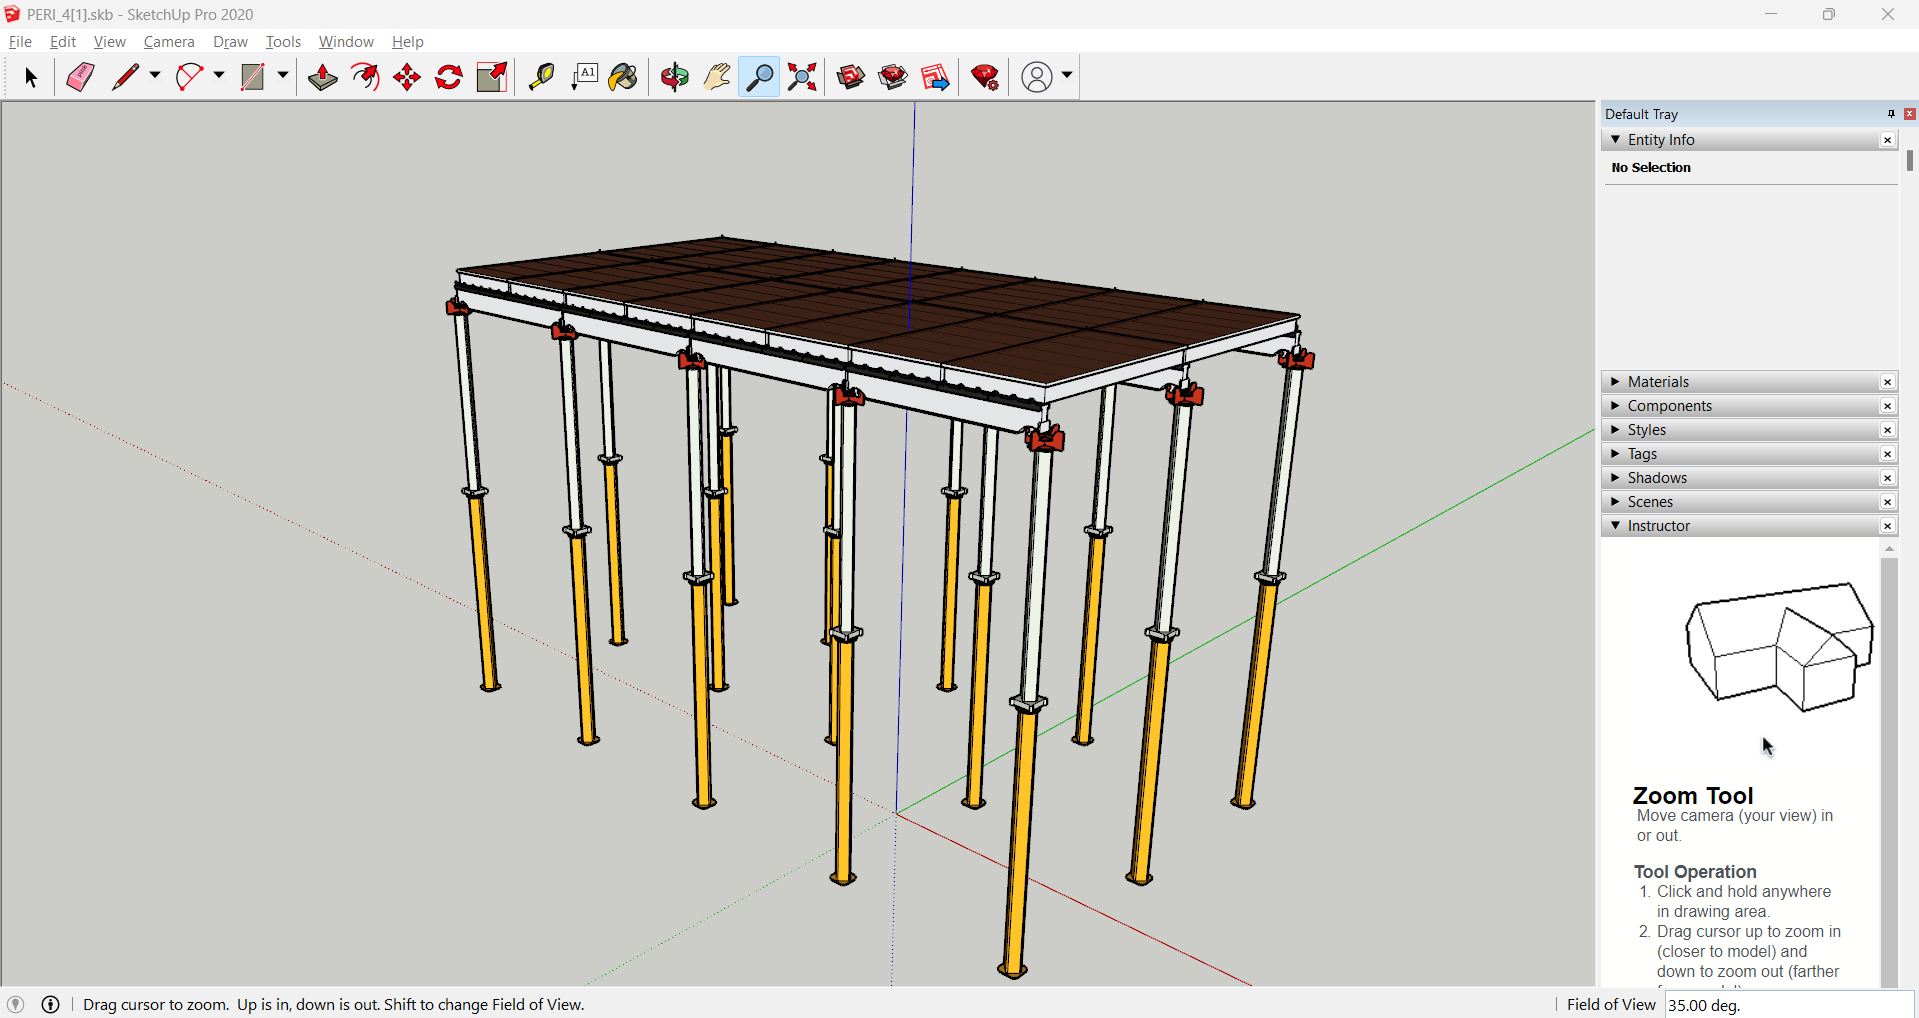 PERI_4[1].skb - SketchUp Pro 2020
File Edit View Camera Draw Tools Window Help
A1
Default Tray
Entity Info
No Selection
Materials
Components
Styles
Tags
Shadows
Scenes
Instructor
Zoom Tool
Move camera (your view) in
or out.
Tool Operation
1. Click and hold anywhere
in drawing area.
2. Drag cursor up to zoom in
(closer to model) and
down to zoom out (farther
Drag cursor to zoom. Up is in, down is out. Shift to change Field of View.
Field of View 35.00 deg.